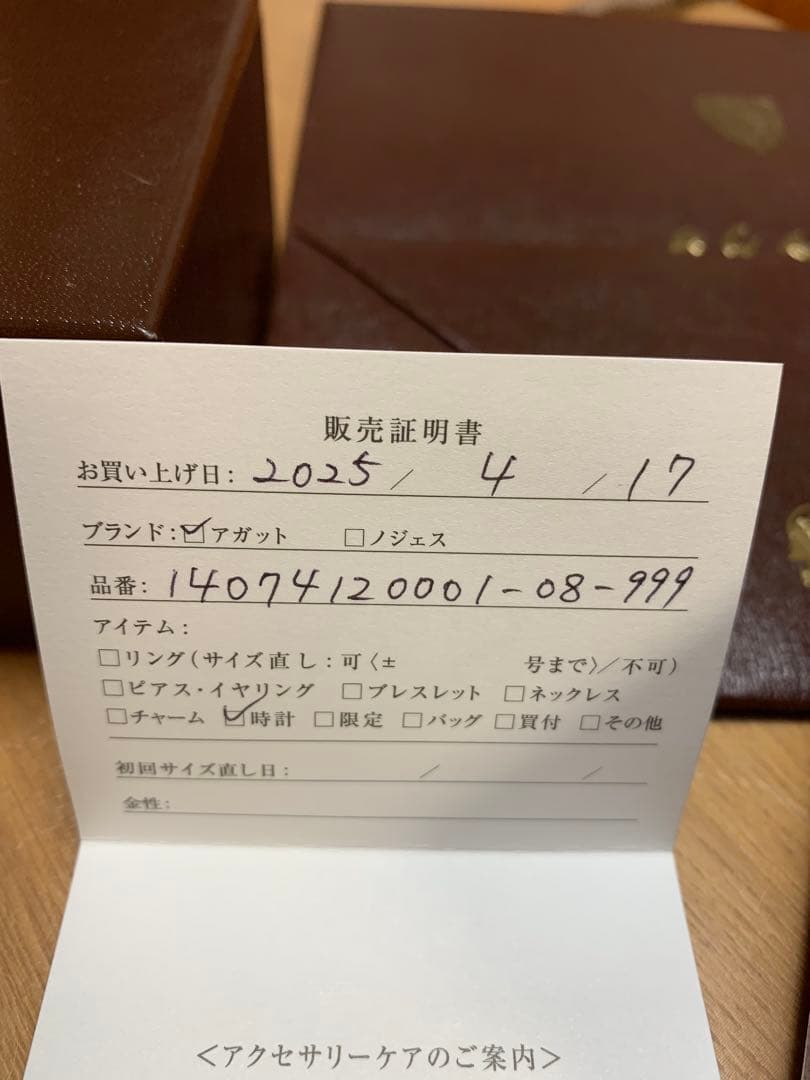 販売証明書
お買い上げ日: 2025 / 4 / 17
ブランド: ☑アガット □ノジェス
品番: 14074120001-08-999
アイテム:
□リング(サイズ直し:可〈± 号まで〉/不可)
□ピアス・イヤリング □ブレスレット □ネックレス
□チャーム ☑時計 □限定 □バッグ □買付 □その他
初回サイズ直し日: / /
金性:
<アクセサリーケアのご案内>